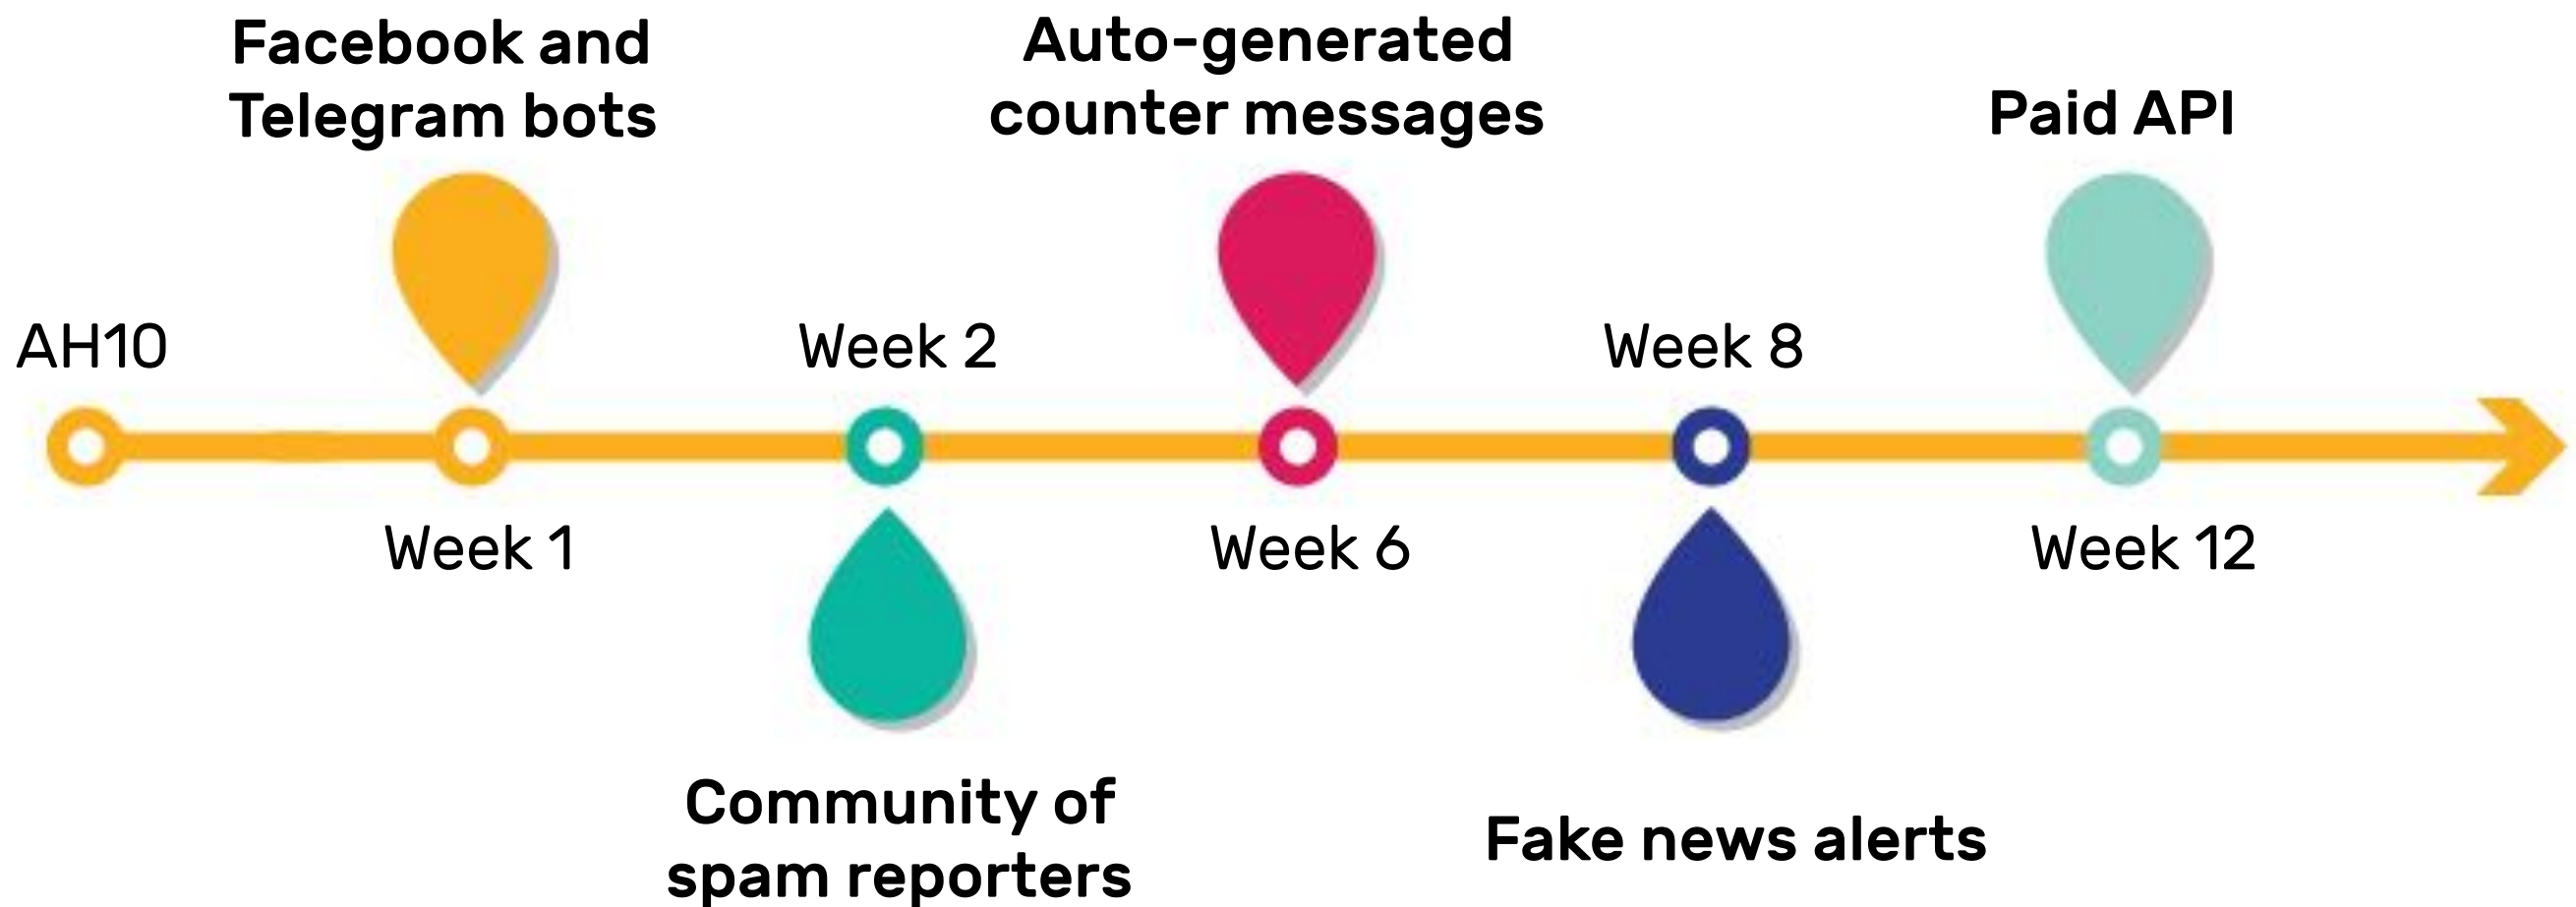 Facebook and
Telegram bots
Auto-generated
counter messages
Paid API
AH10
Week 2
Week 8
Week 1
Week 6
Week 12
Community of
spam reporters
Fake news alerts